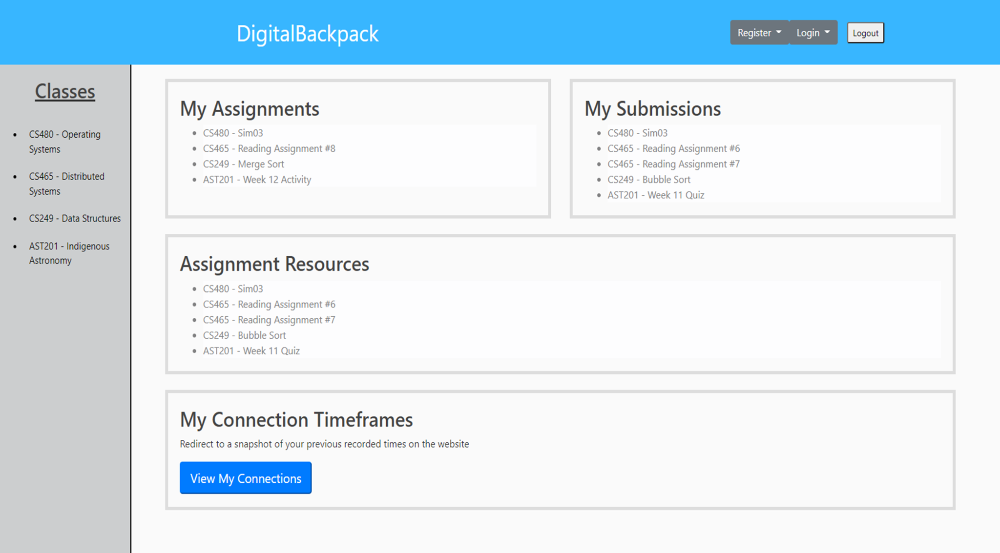 DigitalBackpack
Register
Login
Logout
Classes
CS480 - Operating
Systems
CS465 - Distributed
Systems
CS249 - Data Structures
AST201 - Indigenous
Astronomy
My Assignments
CS480 - Sim03
CS465 - Reading Assignment #8
CS249 - Merge Sort
AST201 - Week 12 Activity
My Submissions
CS480 - Sim03
CS465 - Reading Assignment #6
CS465 - Reading Assignment #7
CS249 - Bubble Sort
AST201 - Week 11 Quiz
Assignment Resources
CS480 - Sim03
CS465 - Reading Assignment #6
CS465 - Reading Assignment #7
CS249 - Bubble Sort
AST201 - Week 11 Quiz
My Connection Timeframes
Redirect to a snapshot of your previous recorded times on the website
View My Connections